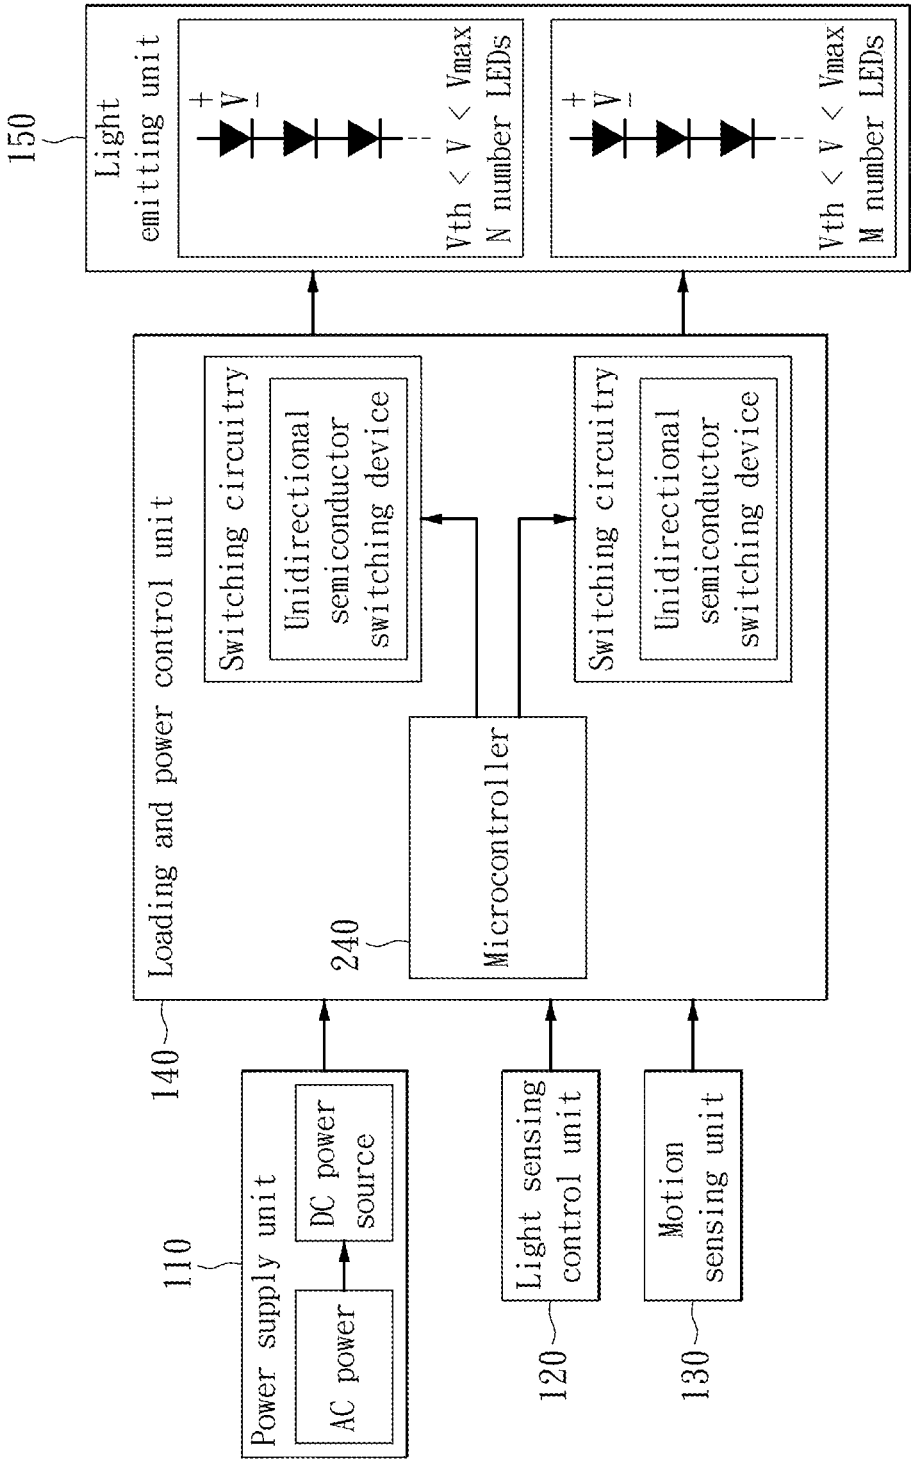 110
Power supply unit
AC power
DC power
source
120
Light sensing
control unit
130
Motion
sensing unit
140
Loading and power control unit
240
Microcontroller
Switching circuitry
Unidirectional
semiconductor
switching device
Switching circuitry
Unidirectional
semiconductor
switching device
150
Light
emitting unit
+
V
−
Vth < V < Vmax
N number LEDs
+
V
−
Vth < V < Vmax
M number LEDs